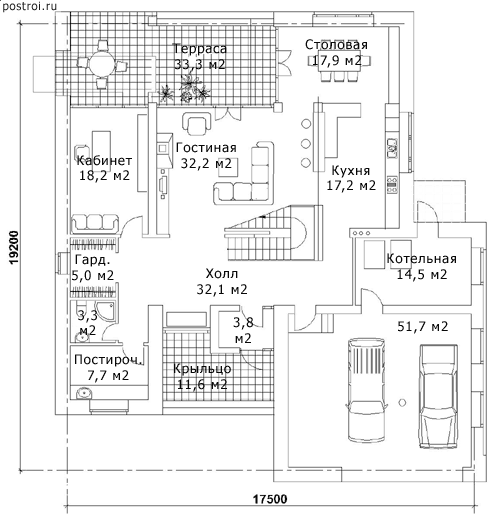 postroi.ru
Терраса
33,3 м2
Столовая
17,9 м2
Гостиная
32,2 м2
Кабинет
18,2 м2
Кухня
17,2 м2
Гард.
5,0 м2
Холл
32,1 м2
Котельная
14,5 м2
3,3
м2
3,8
м2
51,7 м2
Постироч.
7,7 м2
Крыльцо
11,6 м2
19200
17500